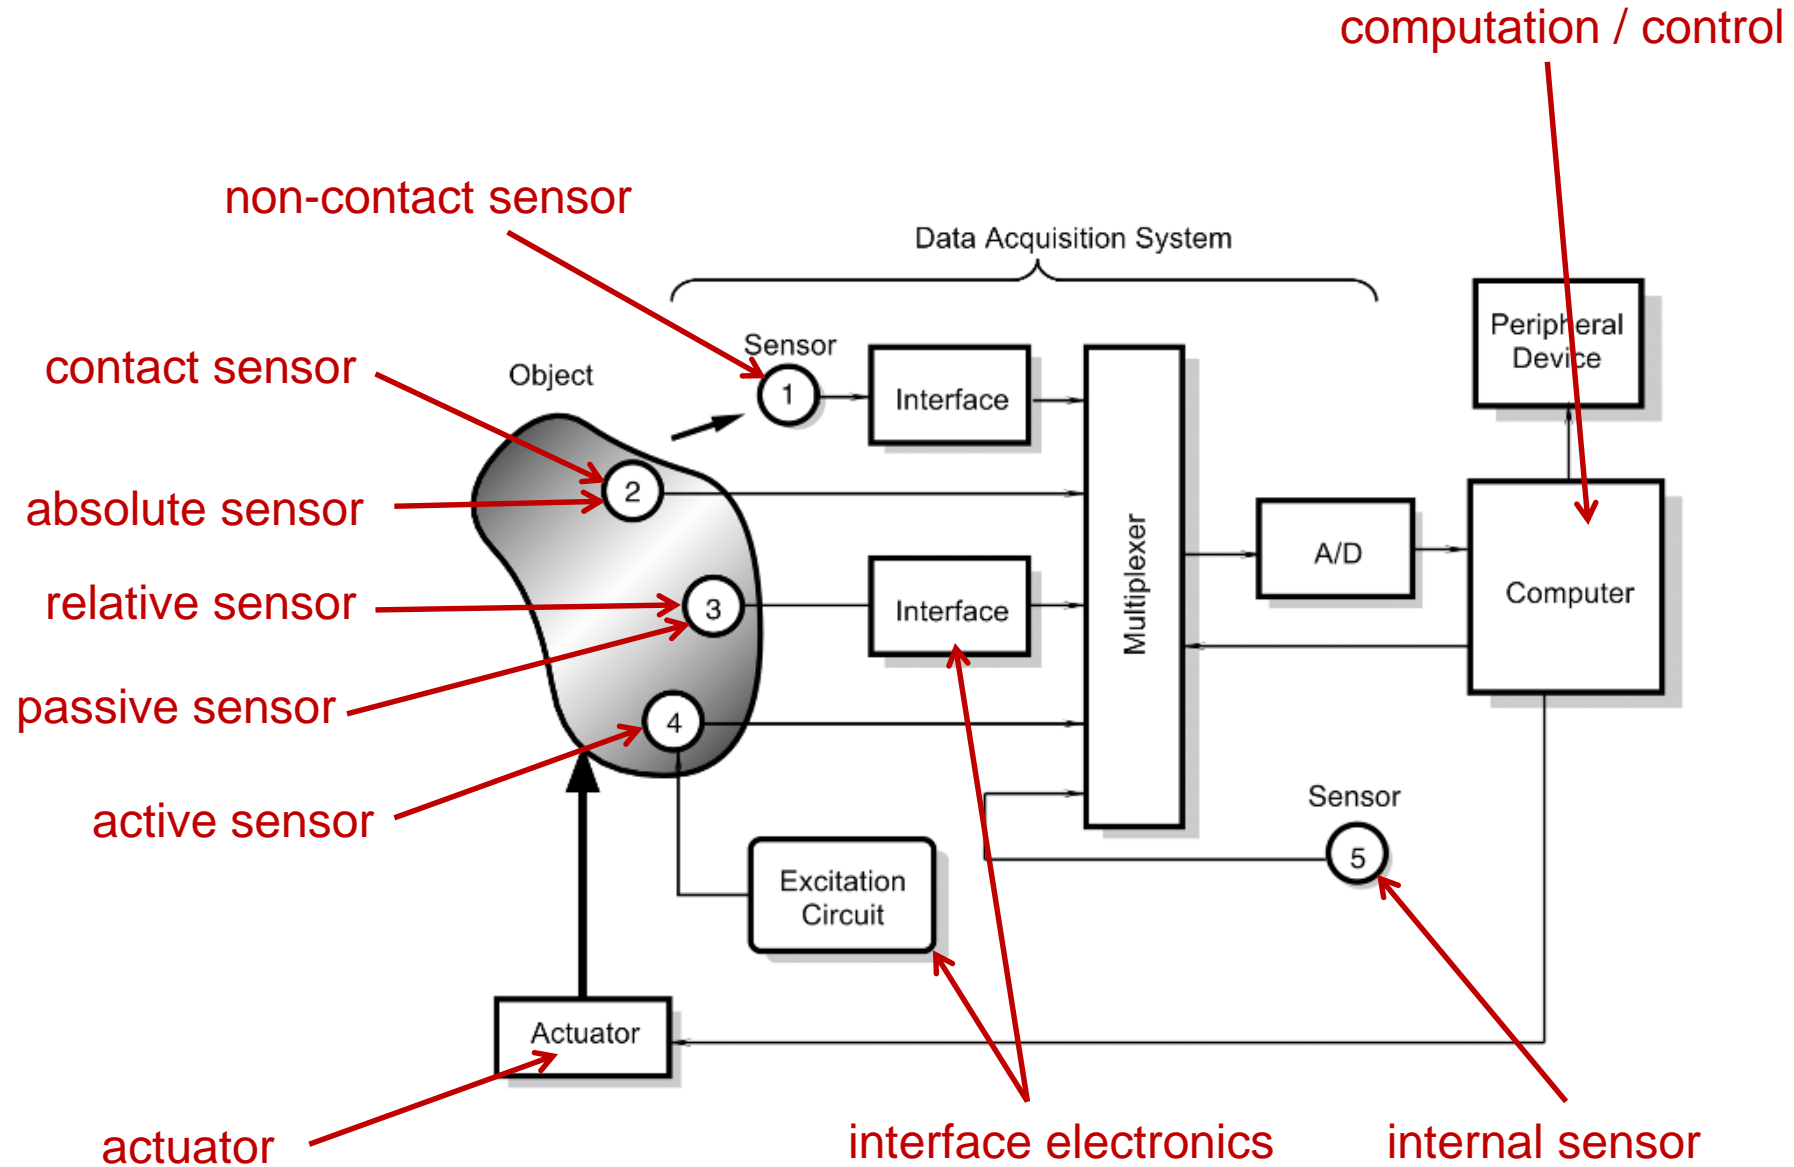 computation / control
non-contact sensor
Data Acquisition System
Peripheral
Device
Sensor
contact sensor
Object
1
Interface
2
absolute sensor
Multiplexer
A/D
relative sensor
3
Interface
Computer
passive sensor
4
active sensor
Sensor
5
Excitation
Circuit
Actuator
actuator
interface electronics
internal sensor